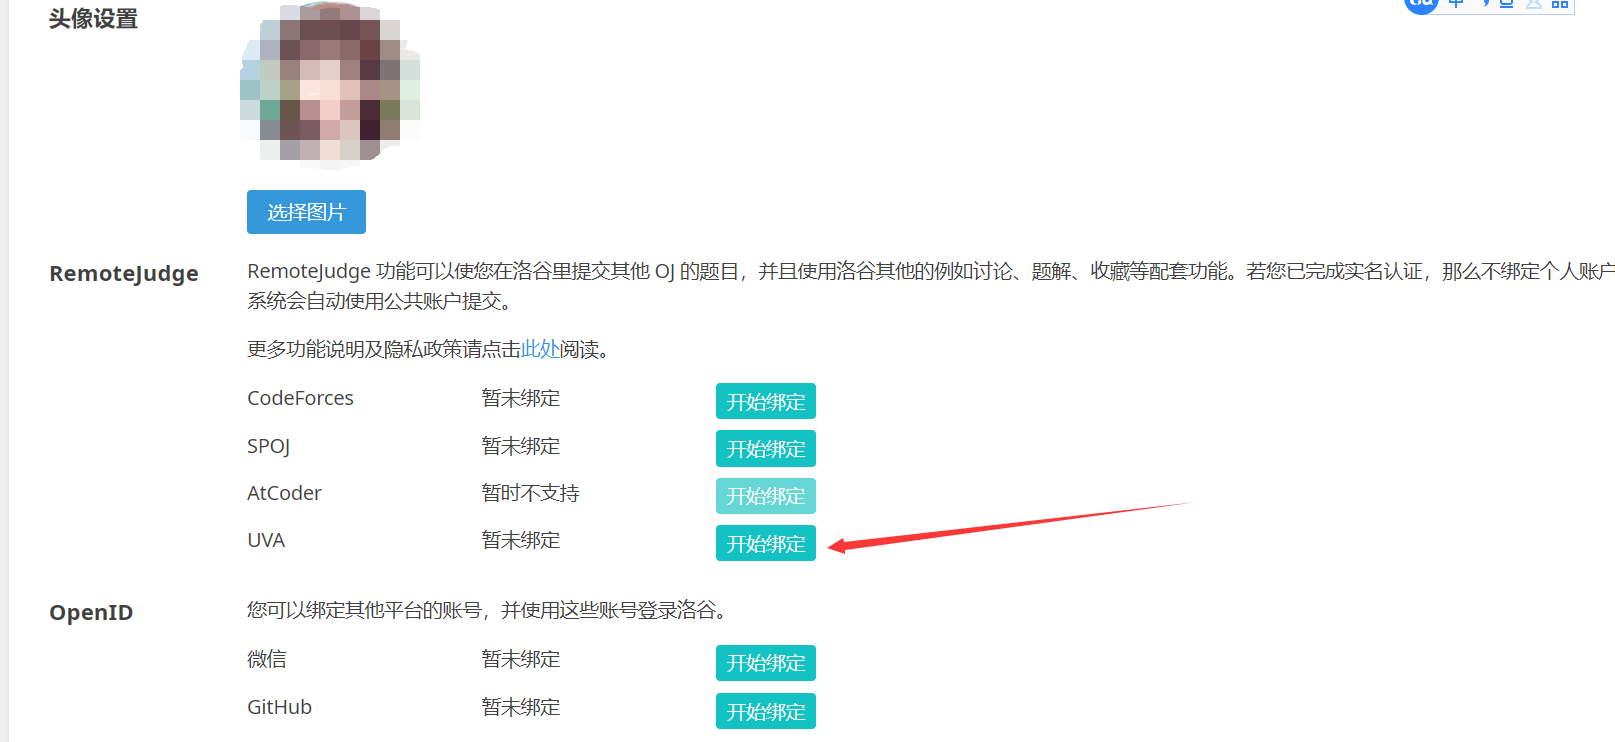 头像设置
中
选择图片
RemoteJudge
RemoteJudge 功能可以使您在洛谷里提交其他 OJ 的题目，并且使用洛谷其他的例如讨论、题解、收藏等配套功能。若您已完成实名认证，那么不绑定个人账户
系统会自动使用公共账户提交。
更多功能说明及隐私政策请点击此处阅读。
CodeForces 暂未绑定 开始绑定
SPOJ 暂未绑定 开始绑定
AtCoder 暂时不支持 开始绑定
UVA 暂未绑定 开始绑定
OpenID
您可以绑定其他平台的账号，并使用这些账号登录洛谷。
微信 暂未绑定 开始绑定
GitHub 暂未绑定 开始绑定